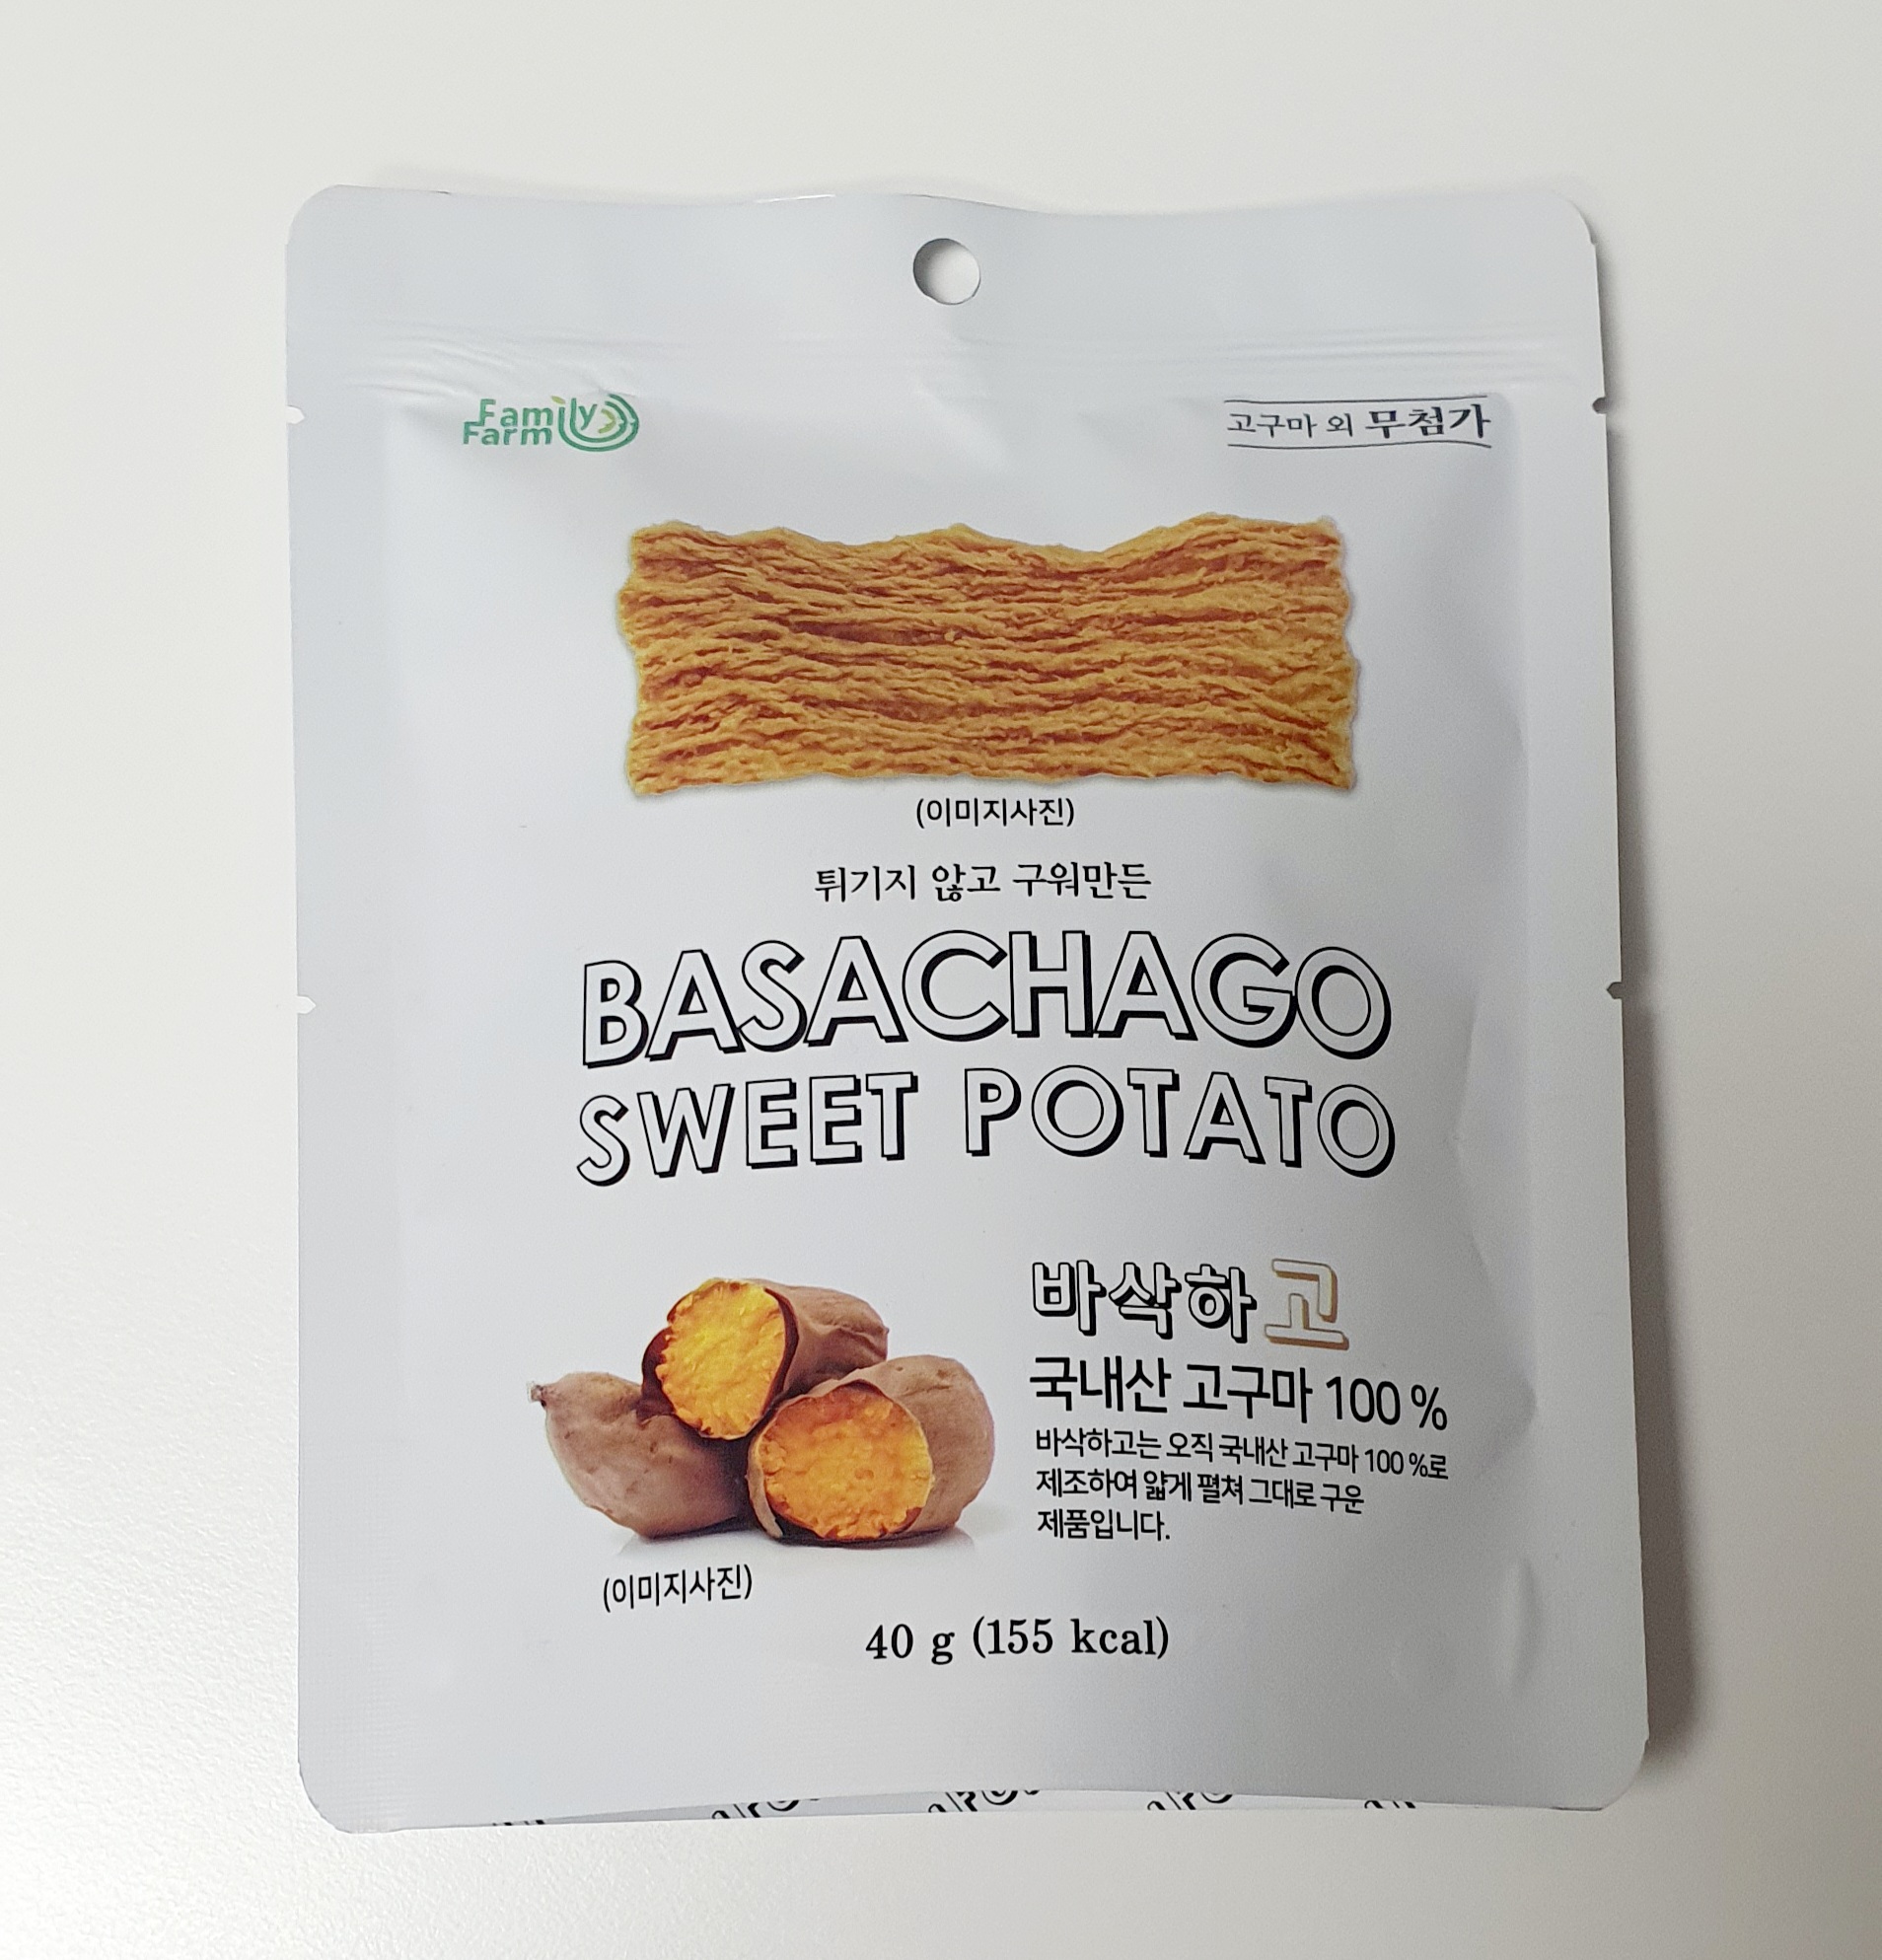 Family
Farm
고구마 외 무첨가
(이미지사진)
튀기지 않고 구워만든
BASACHAGO
SWEET POTATO
바삭하고
국내산 고구마 100 %
바삭하고는 오직 국내산 고구마 100 %로
제조하여 얇게 펼쳐 그대로 구운
제품입니다.
(이미지사진)
40 g (155 kcal)